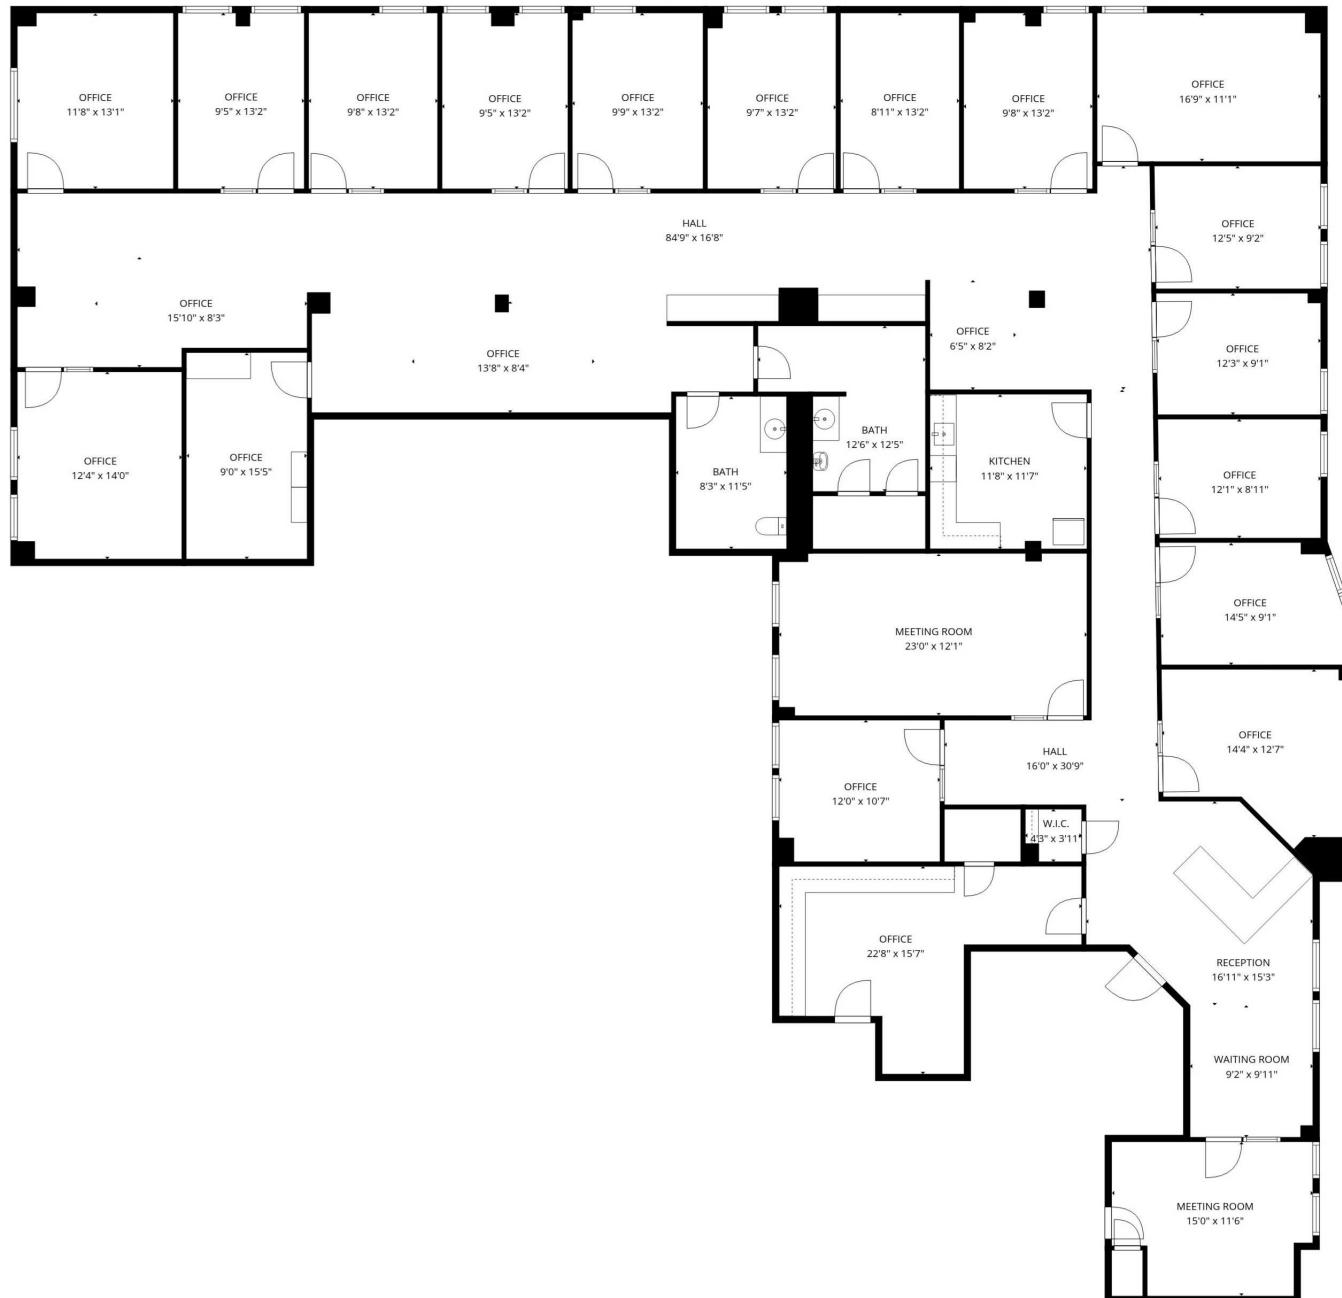 OFFICE
11'8" x 13'1"
OFFICE
9'5" x 13'2"
OFFICE
9'8" x 13'2"
OFFICE
9'5" x 13'2"
OFFICE
9'9" x 13'2"
OFFICE
9'7" x 13'2"
OFFICE
8'11" x 13'2"
OFFICE
9'8" x 13'2"
OFFICE
16'9" x 11'1"
HALL
84'9" x 16'8"
OFFICE
12'5" x 9'2"
OFFICE
15'10" x 8'3"
OFFICE
13'8" x 8'4"
OFFICE
6'5" x 8'2"
OFFICE
12'3" x 9'1"
OFFICE
12'4" x 14'0"
OFFICE
9'0" x 15'5"
BATH
8'3" x 11'5"
BATH
12'6" x 12'5"
KITCHEN
11'8" x 11'7"
OFFICE
12'1" x 8'11"
OFFICE
14'5" x 9'1"
MEETING ROOM
23'0" x 12'1"
OFFICE
14'4" x 12'7"
HALL
16'0" x 30'9"
OFFICE
12'0" x 10'7"
W.I.C.
4'3" x 3'11"
OFFICE
22'8" x 15'7"
RECEPTION
16'11" x 15'3"
WAITING ROOM
9'2" x 9'11"
MEETING ROOM
15'0" x 11'6"